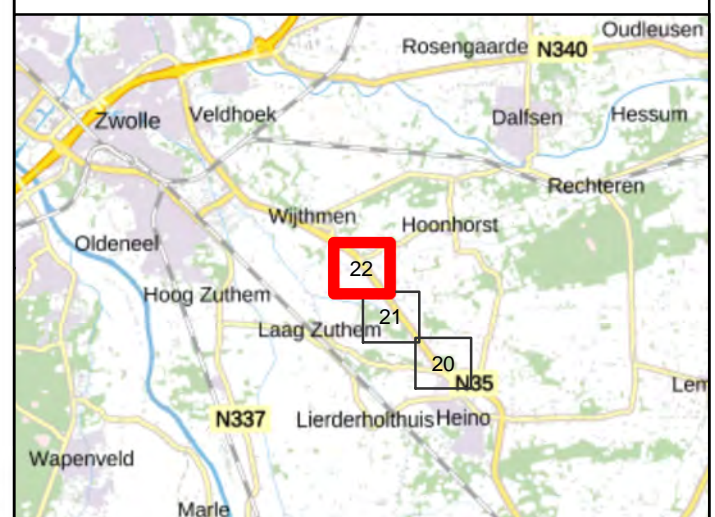 Oudleusen
Rosengaarde N340
Zwolle Veldhoek Dalfsen Hessum
Rechteren
Wijthmen Hoonhorst
Oldeneel
22
Hoog Zuthem
21
Laag Zuthem
20
N35
Lem
N337 Lierderholthuis Heino
Wapenveld
Marle